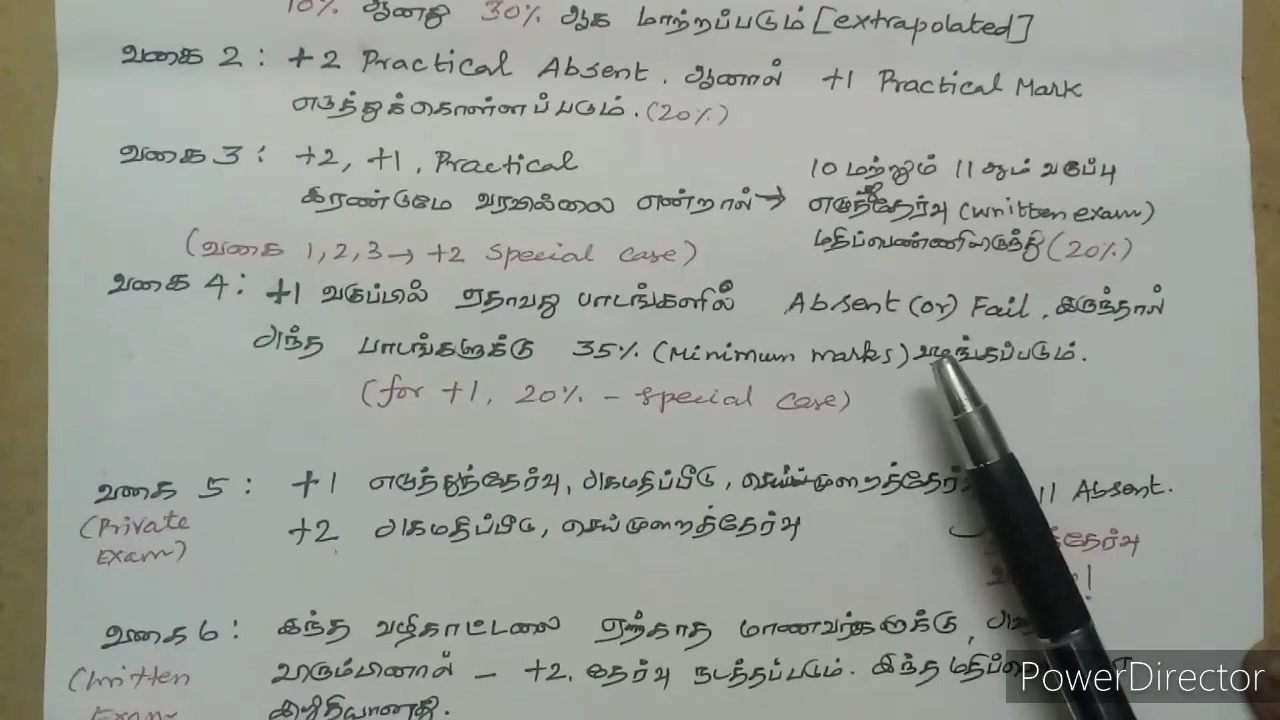 10% ஆனது 30% ஆக மாற்றப்படும் [extrapolated]
வகை 2 : +2 Practical Absent. ஆனால் +1 Practical Mark
எடுத்துக்கொள்ளப்படும். (20%)
வகை 3 : +2, +1, Practical
இரண்டுமே வரவில்லை என்றால் →
10 மற்றும் 11 ஆம் வகுப்பு
எழுத்துத்தேர்வு (written exam)
மதிப்பெண்ணிலிருந்து (20%)
(வகை 1, 2, 3 → +2 Special case)
வகை 4 : +1 வகுப்பில் ஏதாவது பாடங்களில் Absent (or) Fail. இருந்தால்
அந்த பாடங்களுக்கு 35% (Minimum marks) வழங்கப்படும்.
(for +1, 20% - Special case)
வகை 5 : +1 எழுத்துத்தேர்வு, அகமதிப்பீடு, செய்முறைத்தேர்வு 11 Absent.
(Private Exam)
+2 அகமதிப்பீடு, செய்முறைத்தேர்வு
வகை 6 : இந்த வழிகாட்டலை ஏற்காத மாணவர்களுக்கு,
(Written Exam
விரும்பினால் - +2. தேர்வு நடத்தப்படும். இந்த
இறுதியானது.
PowerDirector